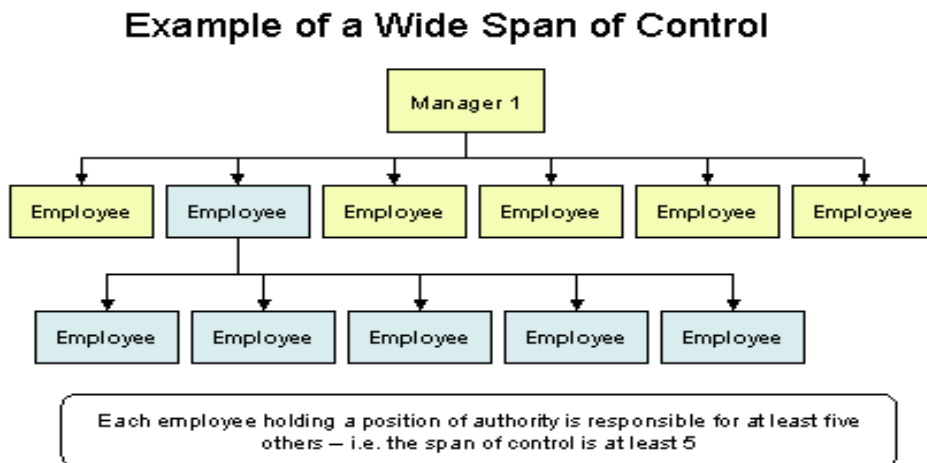 Example of a Wide Span of Control
Manager 1
Employee
Employee
Employee
Employee
Employee
Employee
Employee
Employee
Employee
Employee
Employee
Each employee holding a position of authority is responsible for at least five
others – i.e. the span of control is at least 5